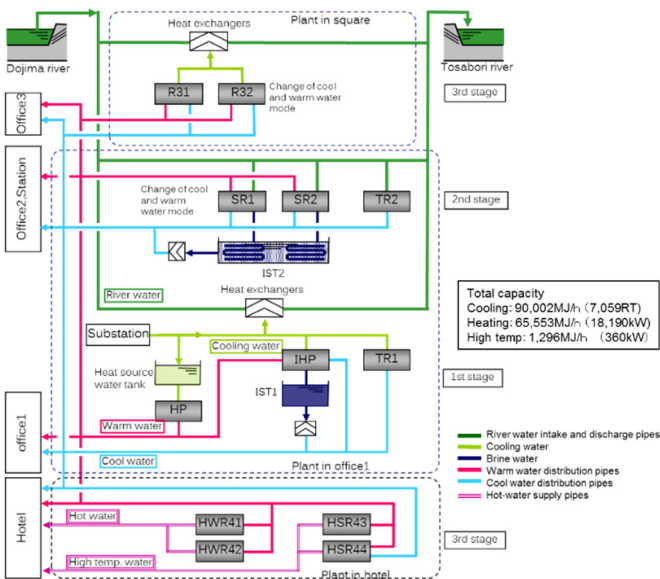 Heat exchangers
Plant in square
Dojima river
Tosabori river
R31
R32
Change of cool
and warm water
mode
3rd stage
Office3
Office2,Station
Change of cool
and warm
water mode
SR1
SR2
TR2
2nd stage
IST2
River water
Heat exchangers
Total capacity
Cooling: 90,002MJ/h (7,059RT)
Heating: 65,553MJ/h (18,190kW)
High temp: 1,296MJ/h (360kW)
Substation
Cooling water
IHP
TR1
Heat source
water tank
IST1
1st stage
HP
office1
Warm water
Cool water
Plant in office1
River water intake and discharge pipes
Cooling water
Brine water
Warm water distribution pipes
Cool water distribution pipes
Hot-water supply pipes
Hotel
Hot water
HWR41
HSR43
HWR42
HSR44
3rd stage
High temp. water
Plant in hotel